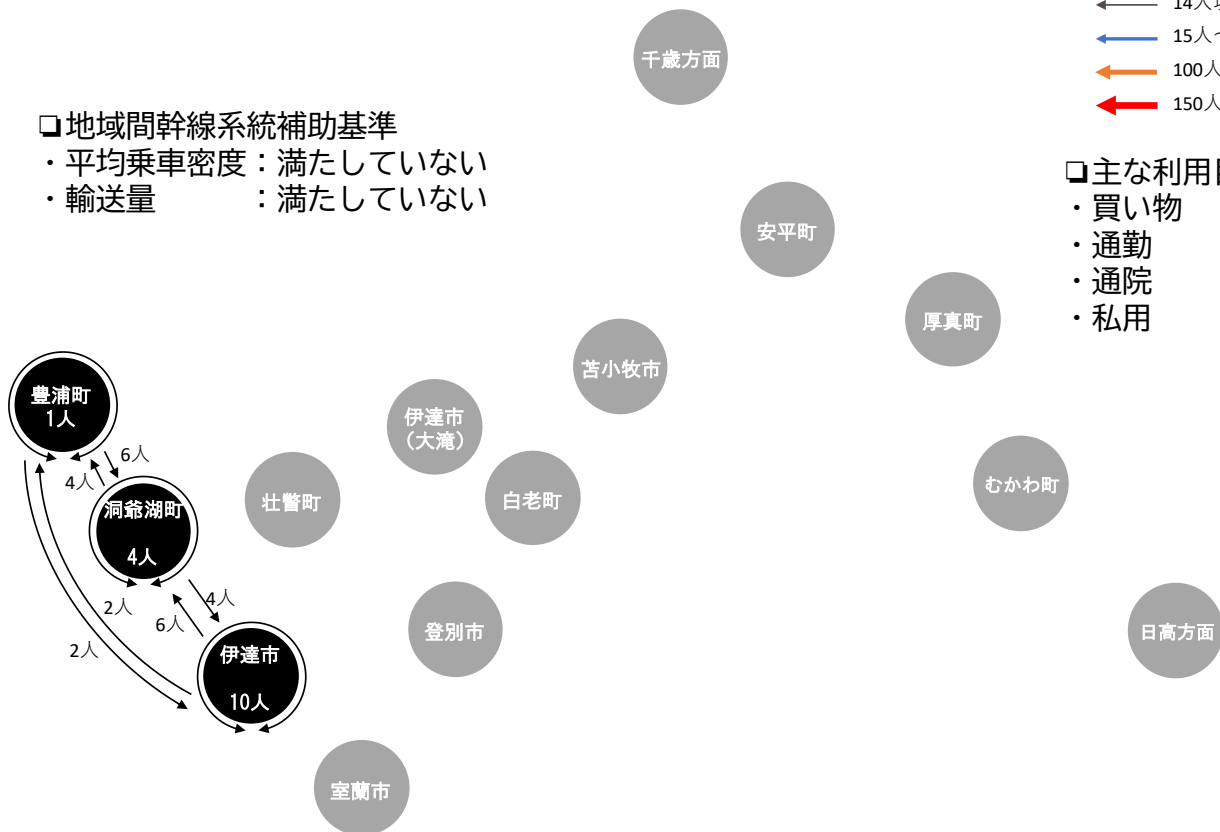 14人
15人
100人
150人
千歳方面
❏地域間幹線系統補助基準
・平均乗車密度：満たしていない
・輸送量　　　：満たしていない
❏主な利用
・買い物
・通勤
・通院
・私用
安平町
厚真町
苫小牧市
豊浦町
1人
伊達市
（大滝）
6人
4人
壮瞥町
白老町
むかわ町
洞爺湖町
4人
2人
4人
6人
2人
登別市
日高方面
伊達市
10人
室蘭市